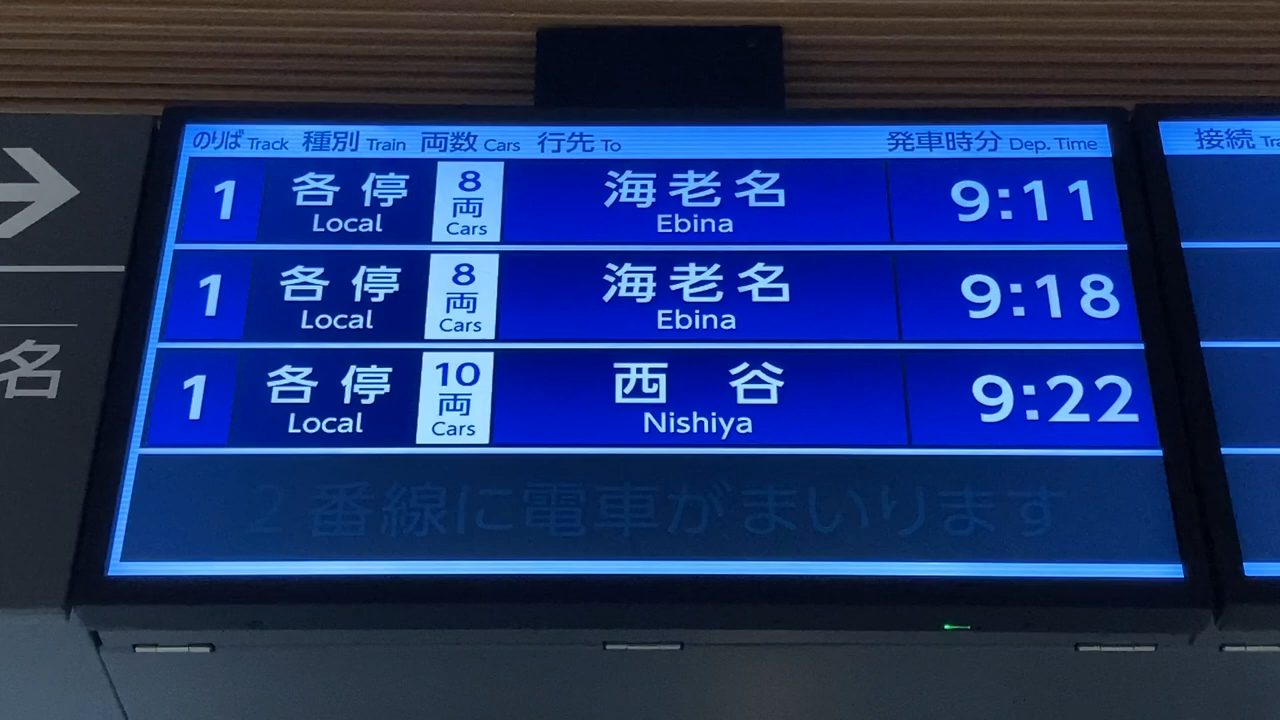 のりば Track 種別 Train 両数 Cars 行先 To 発車時分 Dep. Time
1 各停 Local 8両 Cars 海老名 Ebina 9:11
1 各停 Local 8両 Cars 海老名 Ebina 9:18
1 各停 Local 10両 Cars 西谷 Nishiya 9:22
2番線に電車がまいります
名
接続